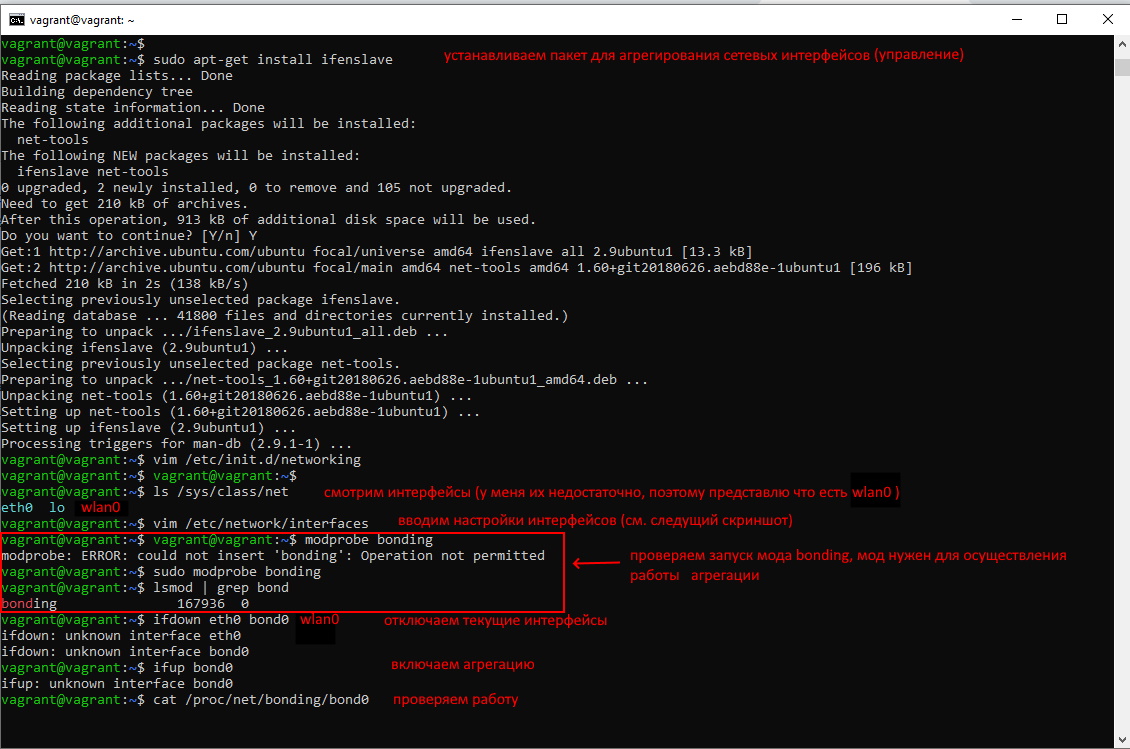 vagrant@vagrant: ~
vagrant@vagrant:~$
vagrant@vagrant:~$ sudo apt-get install ifenslave устанавливаем пакет для агрегирования сетевых интерфейсов (управление)
Reading package lists... Done
Building dependency tree
Reading state information... Done
The following additional packages will be installed:
  net-tools
The following NEW packages will be installed:
  ifenslave net-tools
0 upgraded, 2 newly installed, 0 to remove and 105 not upgraded.
Need to get 210 kB of archives.
After this operation, 913 kB of additional disk space will be used.
Do you want to continue? [Y/n] Y
Get:1 http://archive.ubuntu.com/ubuntu focal/universe amd64 ifenslave all 2.9ubuntu1 [13.3 kB]
Get:2 http://archive.ubuntu.com/ubuntu focal/main amd64 net-tools amd64 1.60+git20180626.aebd88e-1ubuntu1 [196 kB]
Fetched 210 kB in 2s (138 kB/s)
Selecting previously unselected package ifenslave.
(Reading database ... 41800 files and directories currently installed.)
Preparing to unpack .../ifenslave_2.9ubuntu1_all.deb ...
Unpacking ifenslave (2.9ubuntu1) ...
Selecting previously unselected package net-tools.
Preparing to unpack .../net-tools_1.60+git20180626.aebd88e-1ubuntu1_amd64.deb ...
Unpacking net-tools (1.60+git20180626.aebd88e-1ubuntu1) ...
Setting up net-tools (1.60+git20180626.aebd88e-1ubuntu1) ...
Setting up ifenslave (2.9ubuntu1) ...
Processing triggers for man-db (2.9.1-1) ...
vagrant@vagrant:~$ vim /etc/init.d/networking
vagrant@vagrant:~$ vagrant@vagrant:~$
vagrant@vagrant:~$ ls /sys/class/net смотрим интерфейсы (у меня их недостаточно, поэтому представлю что есть wlan0 )
eth0  lo  wlan0
vagrant@vagrant:~$ vim /etc/network/interfaces вводим настройки интерфейсов (см. следущий скриншот)
vagrant@vagrant:~$ vagrant@vagrant:~$ modprobe bonding
modprobe: ERROR: could not insert 'bonding': Operation not permitted проверяем запуск мода bonding, мод нужен для осуществления
vagrant@vagrant:~$ sudo modprobe bonding работы агрегации
vagrant@vagrant:~$ lsmod | grep bond
bonding               167936  0
vagrant@vagrant:~$ ifdown eth0 bond0 wlan0 отключаем текущие интерфейсы
ifdown: unknown interface eth0
ifdown: unknown interface bond0
vagrant@vagrant:~$ ifup bond0 включаем агрегацию
ifup: unknown interface bond0
vagrant@vagrant:~$ cat /proc/net/bonding/bond0 проверяем работу